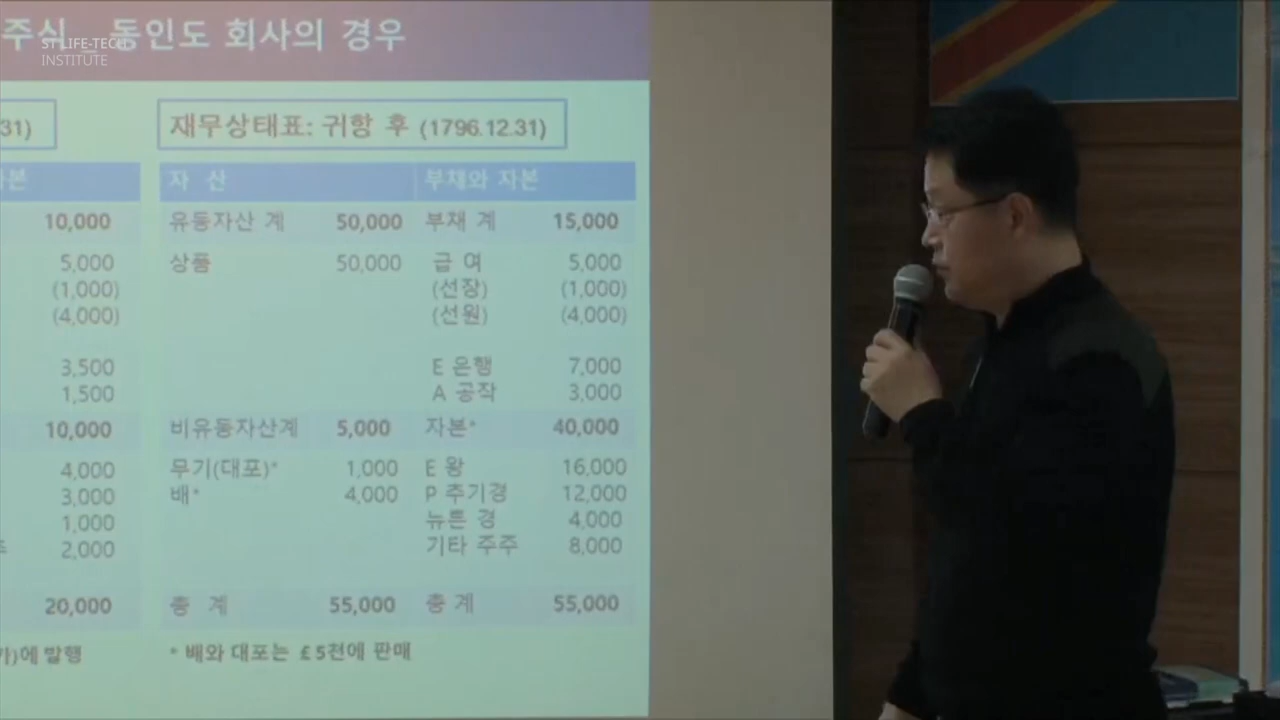 주식 _ 동인도 회사의 경우
ST LIFE-TECH
INSTITUTE
31)
재무상태표: 귀항 후 (1796.12.31)
본
자 산 부채와 자본
10,000 유동자산 계 50,000 부채 계 15,000
5,000 상품 50,000 급 여 5,000
(1,000) (선장) (1,000)
(4,000) (선원) (4,000)
3,500 E 은행 7,000
1,500 A 공작 3,000
10,000 비유동자산계 5,000 자본* 40,000
4,000 무기(대포)* 1,000 E 왕 16,000
3,000 배* 4,000 P 추기경 12,000
1,000 뉴튼 경 4,000
주 2,000 기타 주주 8,000
20,000 총 계 55,000 총 계 55,000
가)에 발행 * 배와 대포는 £5천에 판매